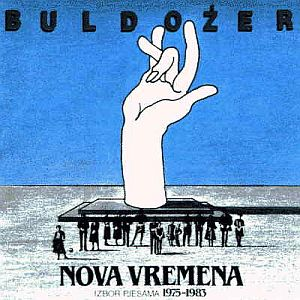 BULDOŽER
NOVA VREMENA
IZBOR PJESAMA 1975-1983